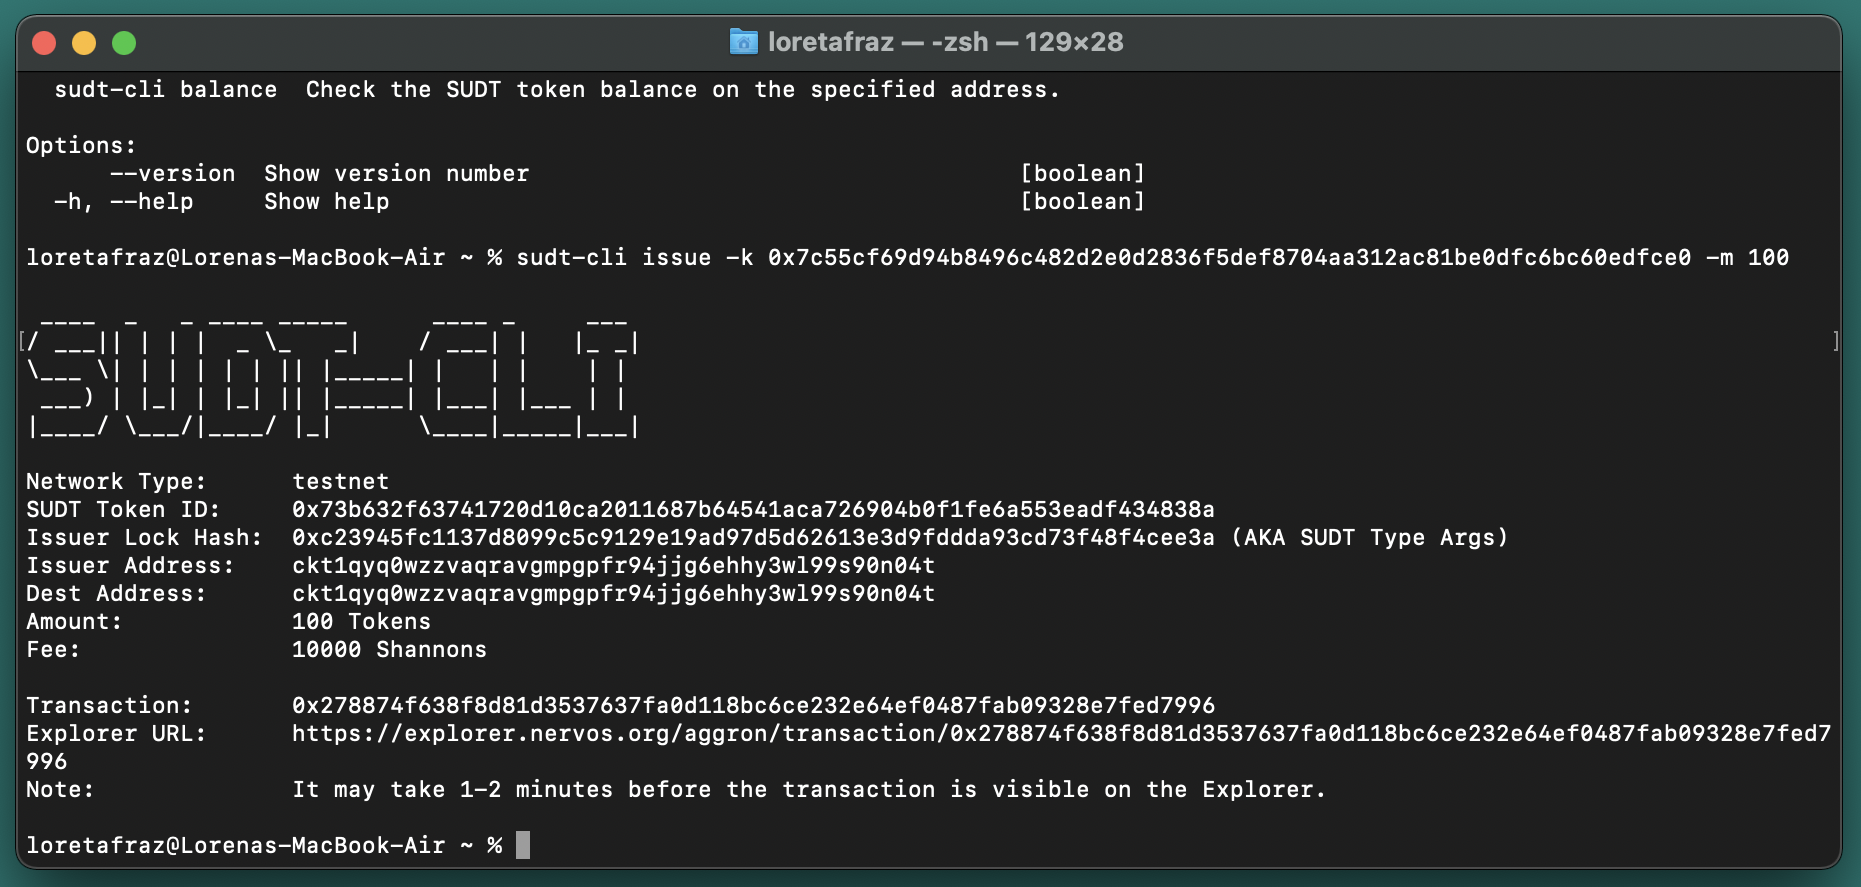 loretafraz — -zsh — 129×28
sudt-cli balance  Check the SUDT token balance on the specified address.
Options:
--version  Show version number [boolean]
-h, --help     Show help [boolean]
loretafraz@Lorenas-MacBook-Air ~ % sudt-cli issue -k 0x7c55cf69d94b8496c482d2e0d2836f5def8704aa312ac81be0dfc6bc60edfce0 -m 100
SUDT-CLI
Network Type:      testnet
SUDT Token ID:     0x73b632f63741720d10ca2011687b64541aca726904b0f1fe6a553eadf434838a
Issuer Lock Hash:  0xc23945fc1137d8099c5c9129e19ad97d5d62613e3d9fddda93cd73f48f4cee3a (AKA SUDT Type Args)
Issuer Address:    ckt1qyq0wzzvaqravgmpgpfr94jjg6ehhy3wl99s90n04t
Dest Address:      ckt1qyq0wzzvaqravgmpgpfr94jjg6ehhy3wl99s90n04t
Amount:            100 Tokens
Fee:               10000 Shannons
Transaction:       0x278874f638f8d81d3537637fa0d118bc6ce232e64ef0487fab09328e7fed7996
Explorer URL:      https://explorer.nervos.org/aggron/transaction/0x278874f638f8d81d3537637fa0d118bc6ce232e64ef0487fab09328e7fed7
996
Note:              It may take 1-2 minutes before the transaction is visible on the Explorer.
loretafraz@Lorenas-MacBook-Air ~ %